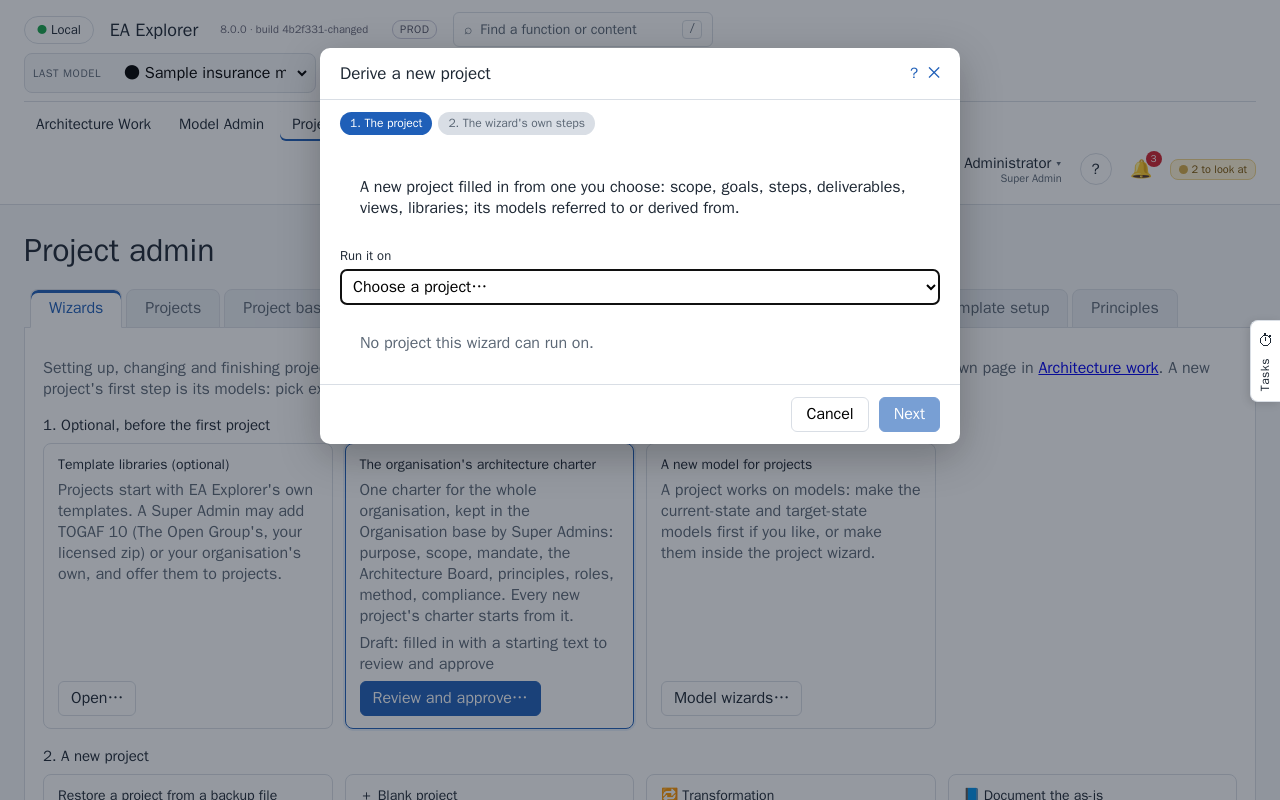 Local
EA Explorer
8.0.0 · build 4b2f331-changed
PROD
Find a function or content
/
LAST MODEL
Sample insurance m
Architecture Work
Model Admin
Administrator
Super Admin
?
3
2 to look at
Derive a new project
?
1. The project
2. The wizard's own steps
A new project filled in from one you choose: scope, goals, steps, deliverables,
views, libraries; its models referred to or derived from.
Run it on
Choose a project…
No project this wizard can run on.
Cancel
Next
Project admin
Wizards
Projects
Project bas
mplate setup
Principles
Tasks
Setting up, changing and finishing proje
wn page in Architecture work. A new
project's first step is its models: pick ex
1. Optional, before the first project
Template libraries (optional)
Projects start with EA Explorer's own
templates. A Super Admin may add
TOGAF 10 (The Open Group's, your
licensed zip) or your organisation's
own, and offer them to projects.
Open…
The organisation's architecture charter
One charter for the whole
organisation, kept in the
Organisation base by Super Admins:
purpose, scope, mandate, the
Architecture Board, principles, roles,
method, compliance. Every new
project's charter starts from it.
Draft: filled in with a starting text to
review and approve
Review and approve…
A new model for projects
A project works on models: make the
current-state and target-state
models first if you like, or make
them inside the project wizard.
Model wizards…
2. A new project
Restore a project from a backup file
+ Blank project
Transformation
Document the as-is